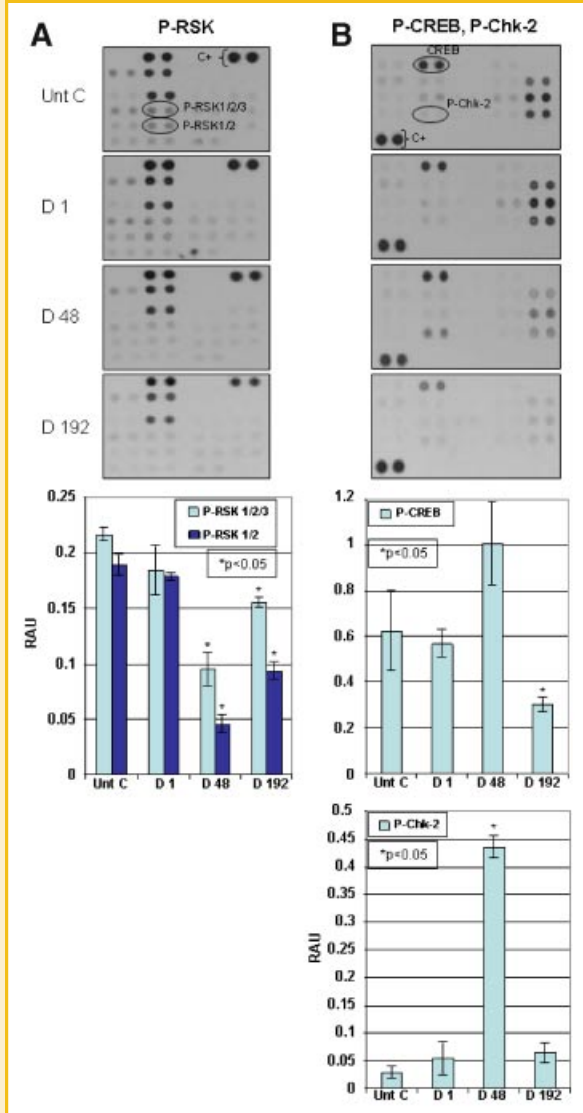 A P-RSK
B P-CREB, P-Chk-2
Unt C
C+
P-RSK1/2/3
P-RSK1/2
D 1
D 48
D 192
CREB
P-Chk-2
C+
0.25
0.2
0.15
0.1
0.05
0
RAU
P-RSK 1/2/3
P-RSK 1/2
*p<0.05
*
*
*
*
Unt C D 1 D 48 D 192
1.2
1
0.8
0.6
0.4
0.2
0
P-CREB
*p<0.05
*
Unt C D 1 D 48 D 192
0.5
0.45
0.4
0.35
0.3
0.25
0.2
0.15
0.1
0.05
0
RAU
P-Chk-2
*p<0.05
*
Unt C D 1 D 48 D 192